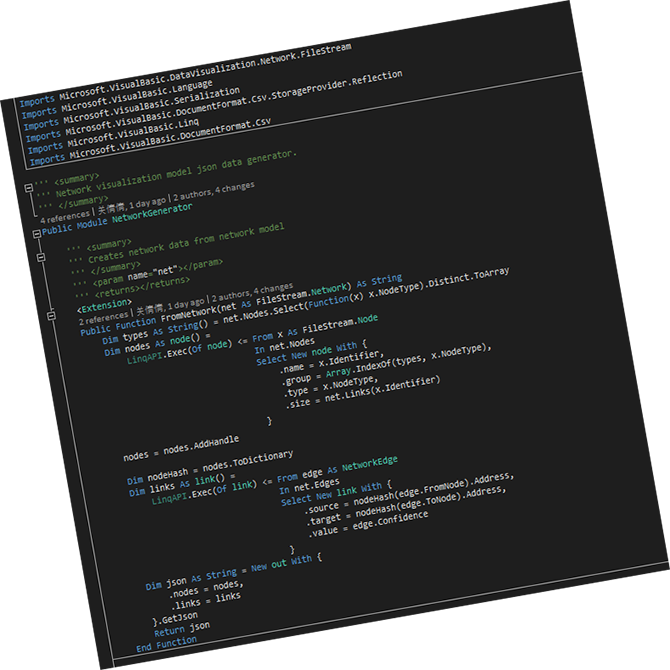 Imports Microsoft.VisualBasic.DataVisualization.Network.FileStream
Imports Microsoft.VisualBasic.Language
Imports Microsoft.VisualBasic.Serialization
Imports Microsoft.VisualBasic.DocumentFormat.Csv.StorageProvider.Reflection
Imports Microsoft.VisualBasic.Linq
Imports Microsoft.VisualBasic.DocumentFormat.Csv
''' <summary>
''' Network visualization model json data generator.
''' </summary>
4 references | 关倩倩, 1 day ago | 2 authors, 4 changes
Public Module NetworkGenerator
''' <summary>
''' Creates network data from network model
''' </summary>
''' <param name="net"></param>
''' <returns></returns>
<Extension>
2 references | 关倩倩, 1 day ago | 2 authors, 4 changes
Public Function FromNetwork(net As FileStream.Network) As String
Dim types As String() = net.Nodes.Select(Function(x) x.NodeType).Distinct.ToArray
Dim nodes As node() =
LinqAPI.Exec(Of node) <= From x As FileStream.Node
In net.Nodes
Select New node With {
.name = x.Identifier,
.group = Array.IndexOf(types, x.NodeType),
.type = x.NodeType,
.size = net.Links(x.Identifier)
}
nodes = nodes.AddHandle
Dim nodeHash = nodes.ToDictionary
Dim links As link() =
LinqAPI.Exec(Of link) <= From edge As NetworkEdge
In net.Edges
Select New link With {
.source = nodeHash(edge.FromNode).Address,
.target = nodeHash(edge.ToNode).Address,
.value = edge.Confidence
}
Dim json As String = New out With {
.nodes = nodes,
.links = links
}.GetJson
Return json
End Function